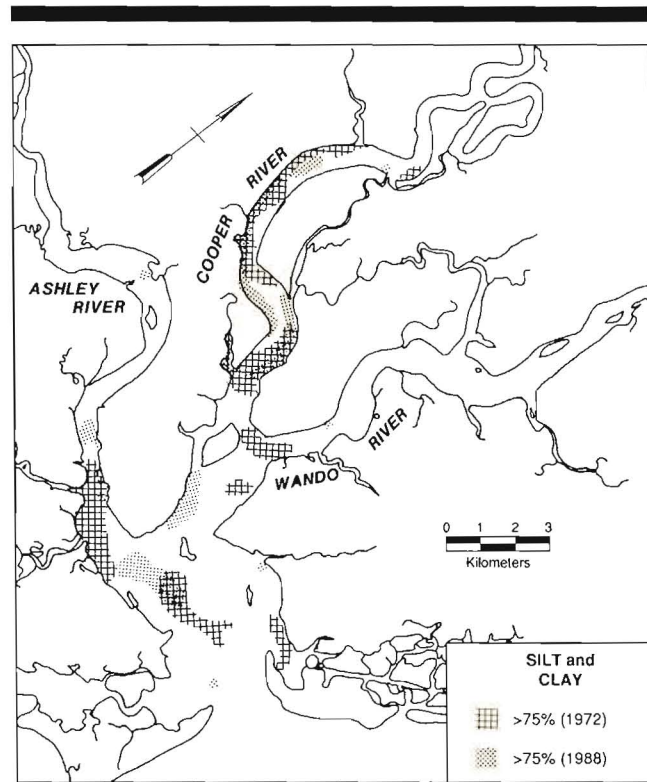 COOPER RIVER
ASHLEY
RIVER
WANDO RIVER
0 1 2 3
Kilometers
SILT and
CLAY
>75% (1972)
>75% (1988)